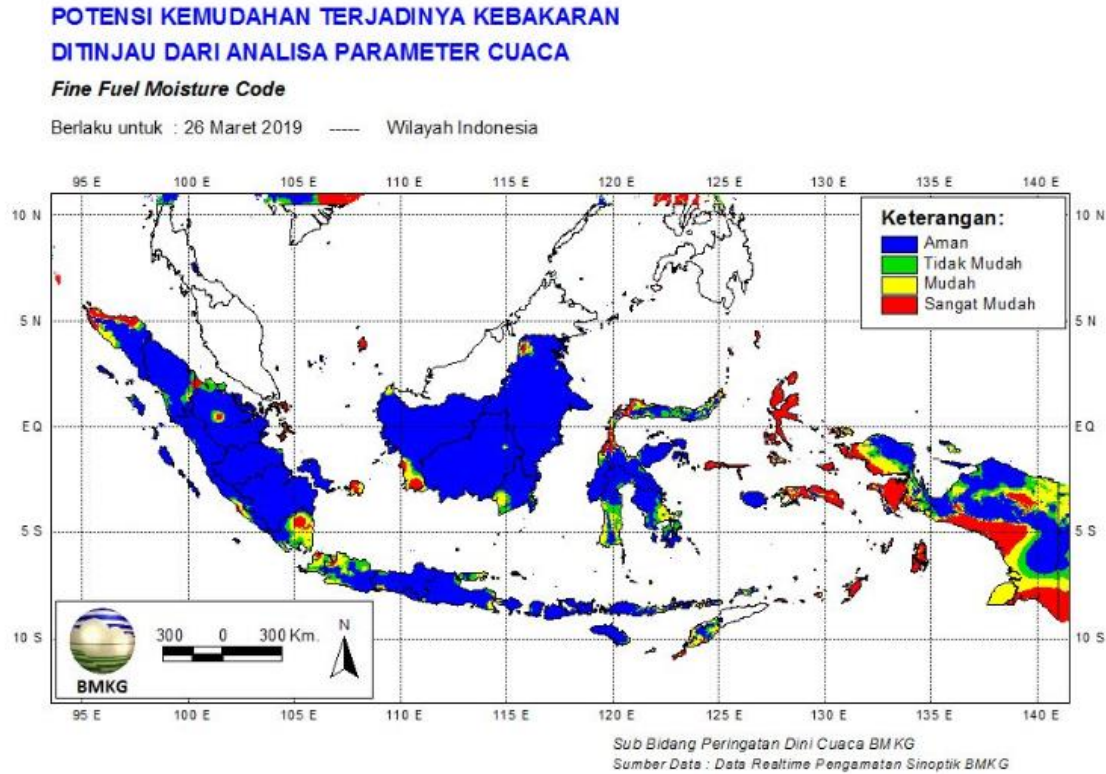 POTENSI KEMUDAHAN TERJADINYA KEBAKARAN
DITINJAU DARI ANALISA PARAMETER CUACA
Fine Fuel Moisture Code
Berlaku untuk : 26 Maret 2019 ----- Wilayah Indonesia
95 E 100 E 105 E 110 E 115 E 120 E 125 E 130 E 135 E 140 E
10 N 10 N
Keterangan:
Aman
Tidak Mudah
Mudah
Sangat Mudah
5 N 5 N
EQ EQ
5 S 5 S
10 S 10 S
300 0 300 Km.
N
BMKG
95 E 100 E 105 E 110 E 115 E 120 E 125 E 130 E 135 E 140 E
Sub Bidang Peringatan Dini Cuaca BMKG
Sumber Data : Data Realtime Pengamatan Sinoptik BMKG